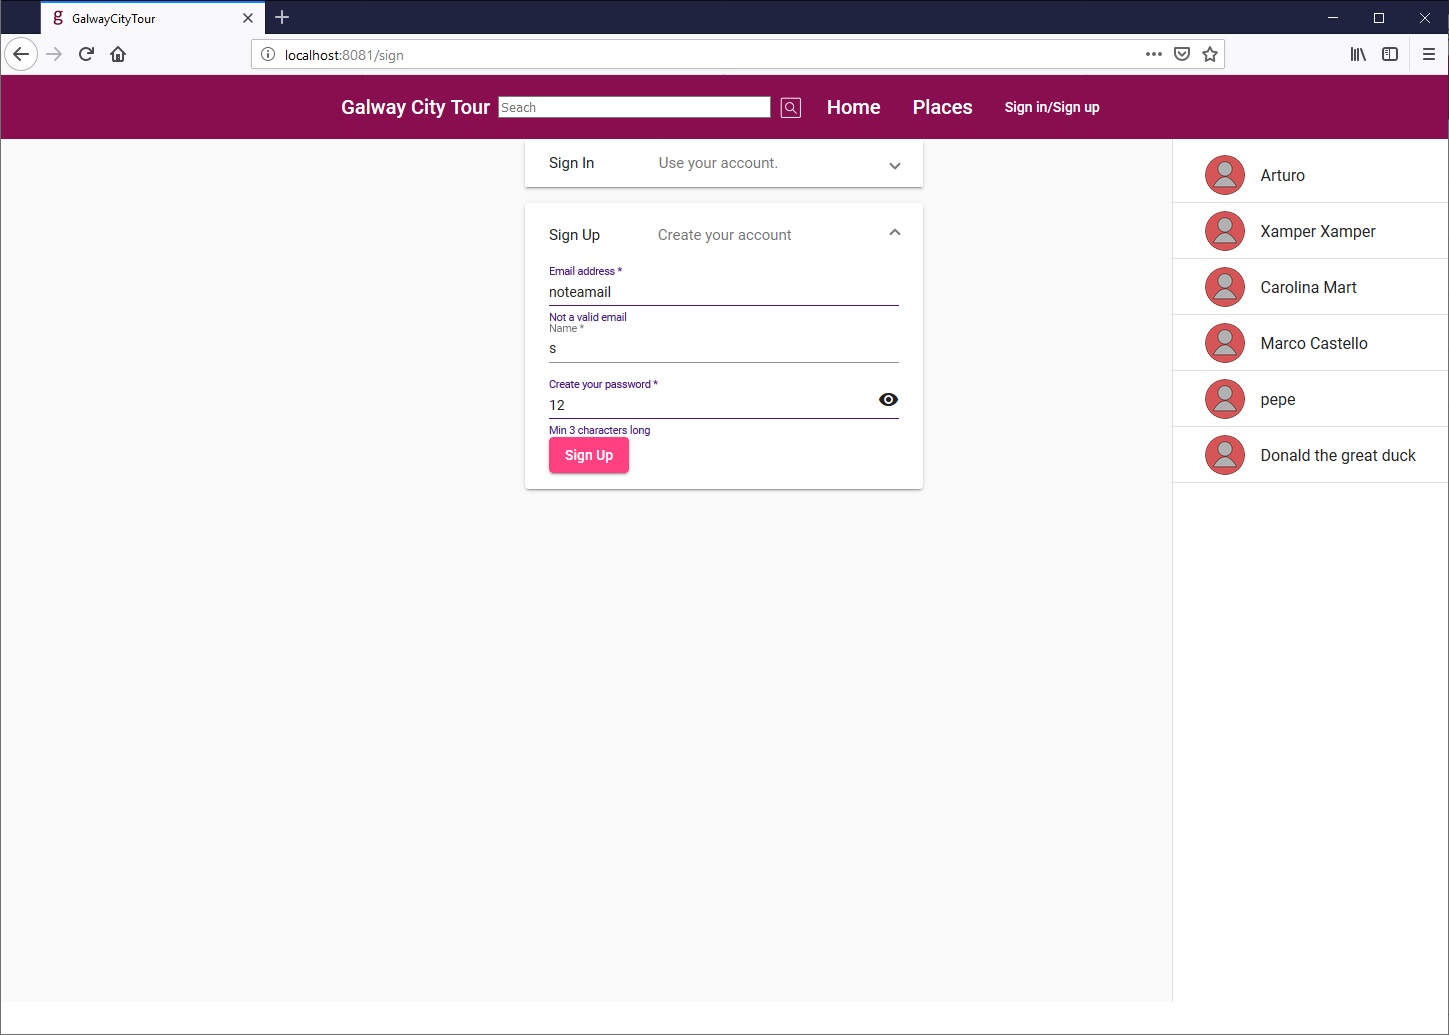 g GalwayCityTour
localhost:8081/sign
Galway City Tour Seach Home Places Sign in/Sign up
Sign In Use your account.
Sign Up Create your account
Email address *
noteamail
Not a valid email
Name *
s
Create your password *
12
Min 3 characters long
Sign Up
Arturo
Xamper Xamper
Carolina Mart
Marco Castello
pepe
Donald the great duck